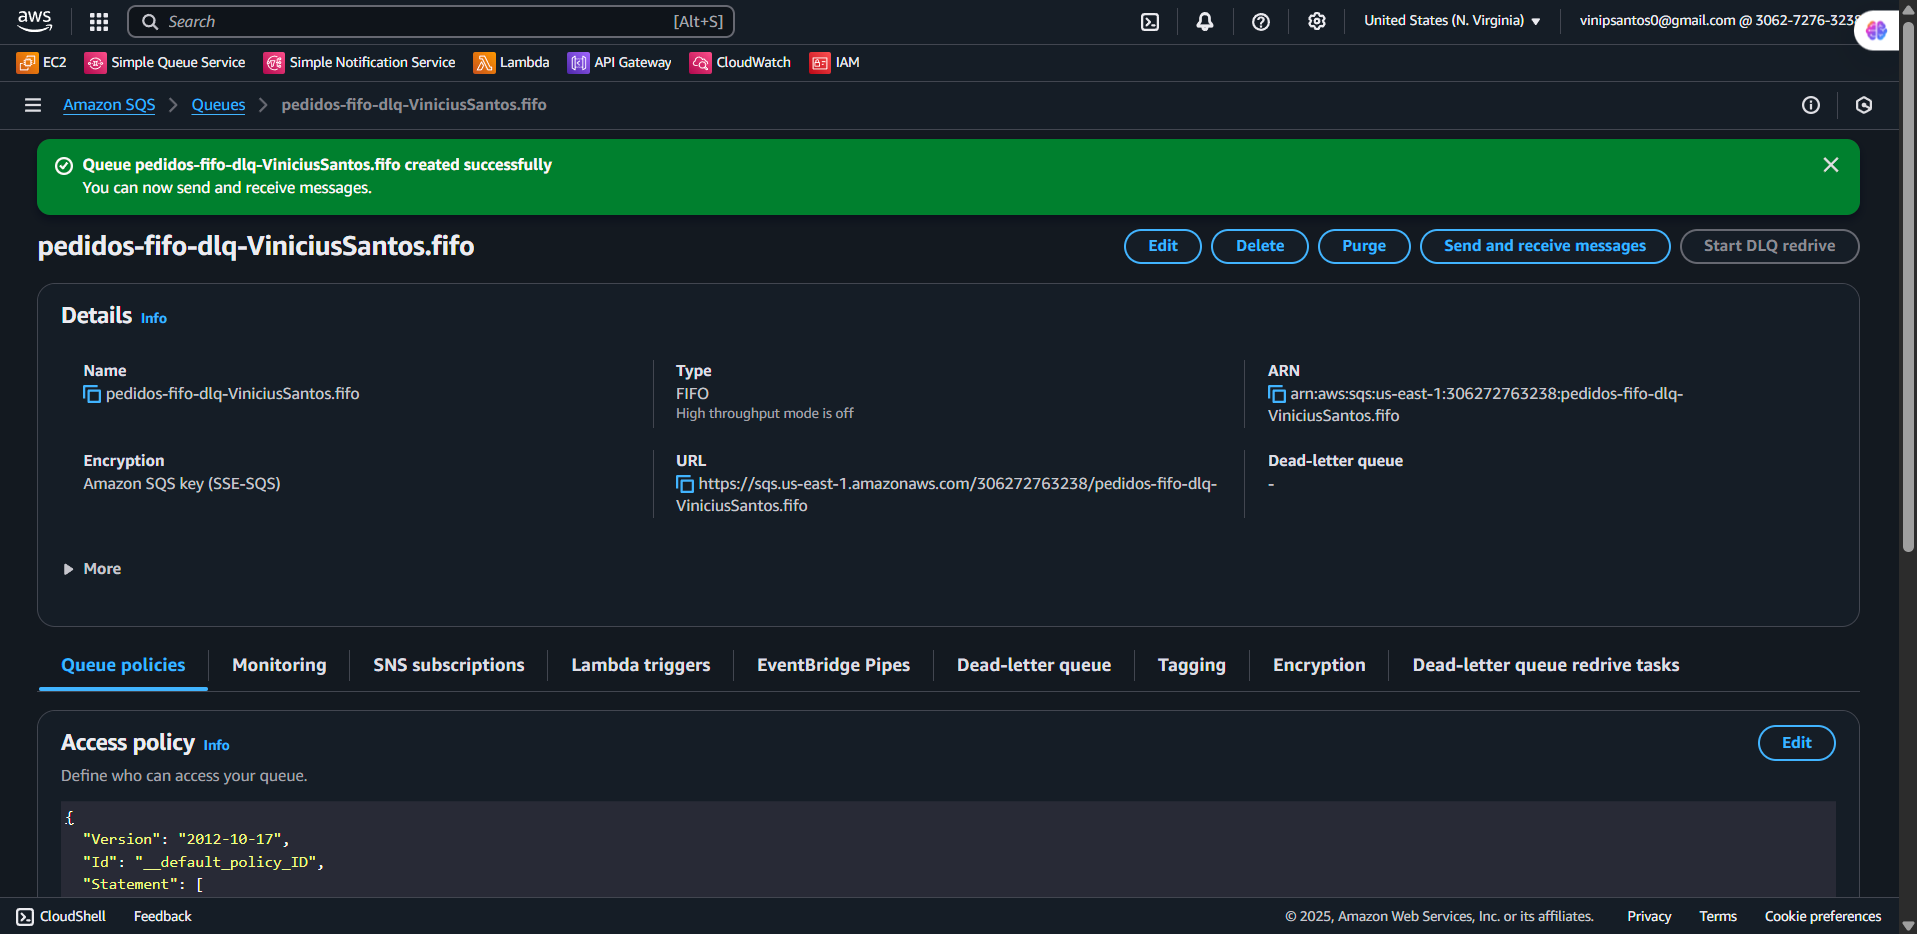 aws
Search
[Alt+S]
United States (N. Virginia)
vinipsantos0@gmail.com @ 3062-7276-3238
EC2
Simple Queue Service
Simple Notification Service
Lambda
API Gateway
CloudWatch
IAM
Amazon SQS
Queues
pedidos-fifo-dlq-ViniciusSantos.fifo
Queue pedidos-fifo-dlq-ViniciusSantos.fifo created successfully
You can now send and receive messages.
pedidos-fifo-dlq-ViniciusSantos.fifo
Edit
Delete
Purge
Send and receive messages
Start DLQ redrive
Details
Info
Name
pedidos-fifo-dlq-ViniciusSantos.fifo
Type
FIFO
High throughput mode is off
ARN
arn:aws:sqs:us-east-1:306272763238:pedidos-fifo-dlq-
ViniciusSantos.fifo
Encryption
Amazon SQS key (SSE-SQS)
URL
https://sqs.us-east-1.amazonaws.com/306272763238/pedidos-fifo-dlq-
ViniciusSantos.fifo
Dead-letter queue
-
More
Queue policies
Monitoring
SNS subscriptions
Lambda triggers
EventBridge Pipes
Dead-letter queue
Tagging
Encryption
Dead-letter queue redrive tasks
Access policy
Info
Edit
Define who can access your queue.
{
"Version": "2012-10-17",
"Id": "__default_policy_ID",
"Statement": [
CloudShell
Feedback
© 2025, Amazon Web Services, Inc. or its affiliates.
Privacy
Terms
Cookie preferences